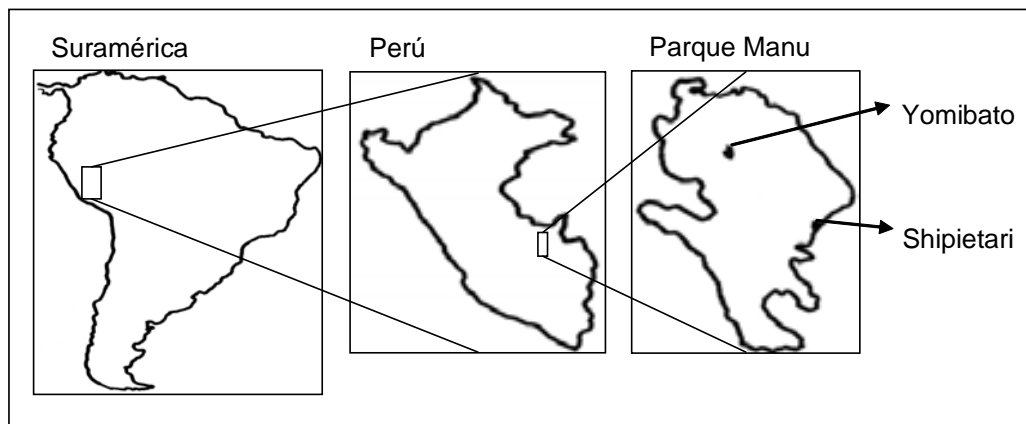 Suramérica
Perú
Parque Manu
Yomibato
Shipietari